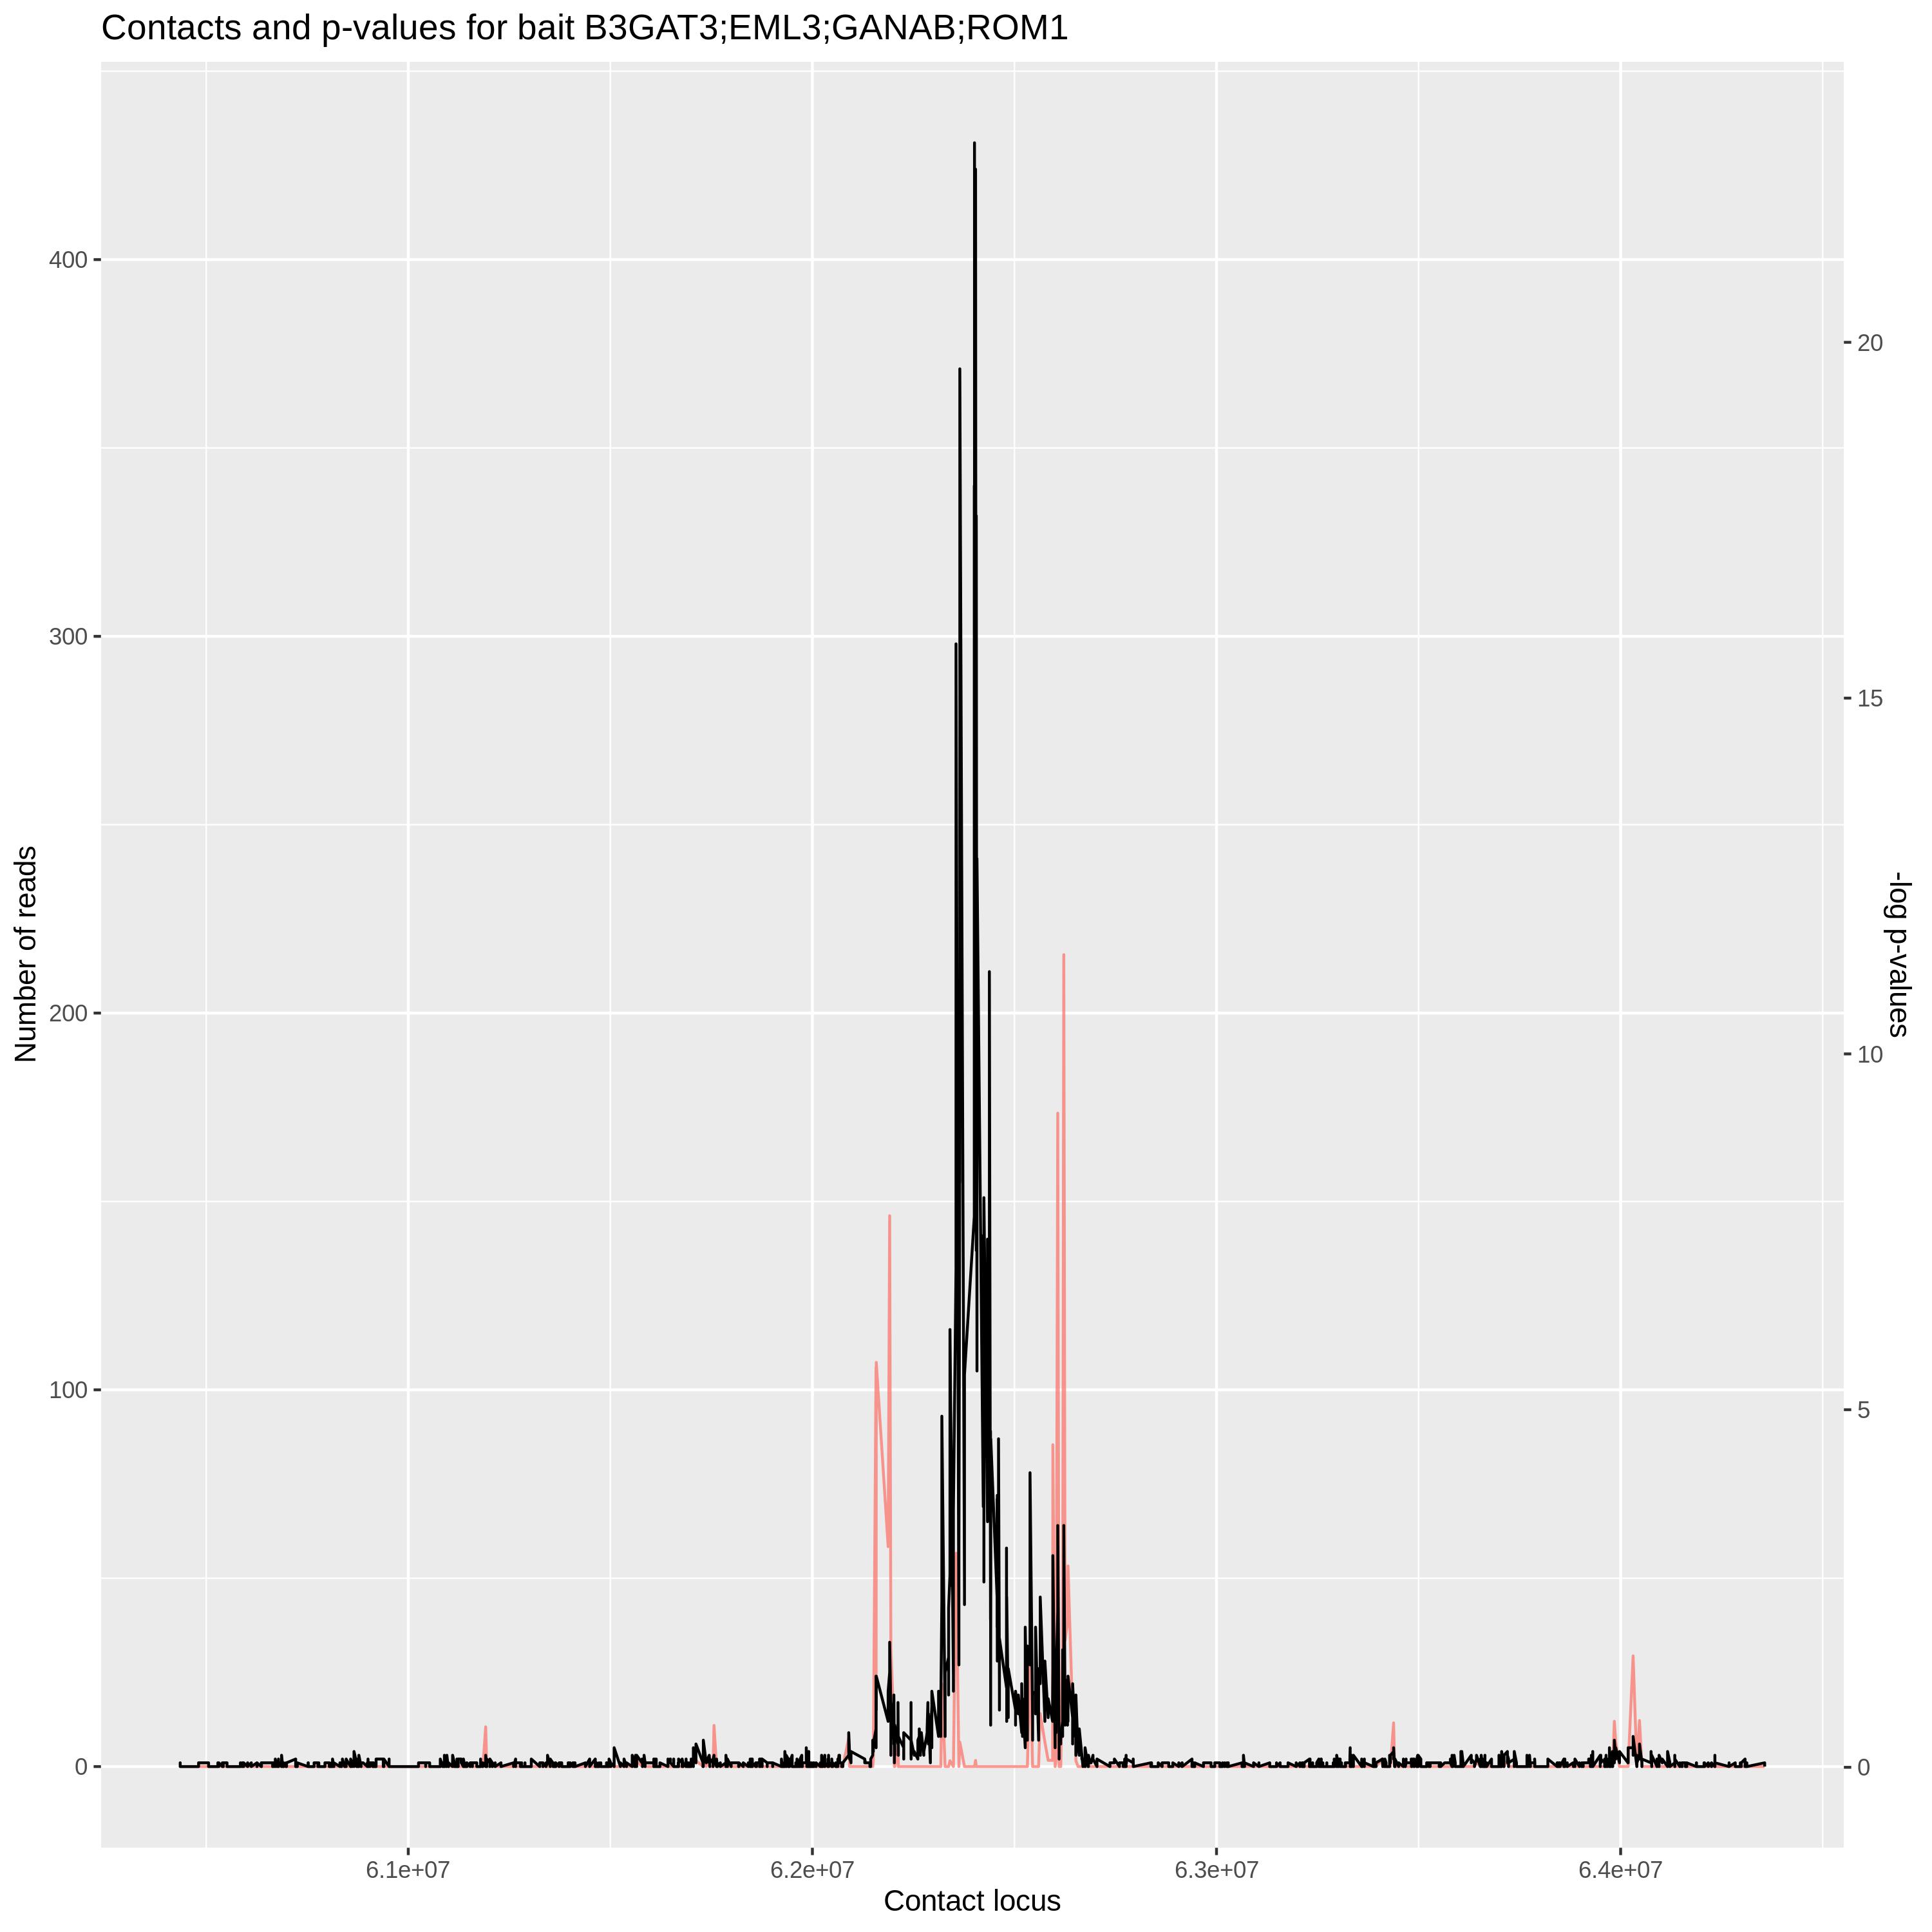 Contacts and p-values for bait B3GAT3;EML3;GANAB;ROM1
Number of reads
400
300
200
100
0
20
15
10
5
0
-log p-values
6.1e+07 6.2e+07 6.3e+07 6.4e+07
Contact locus